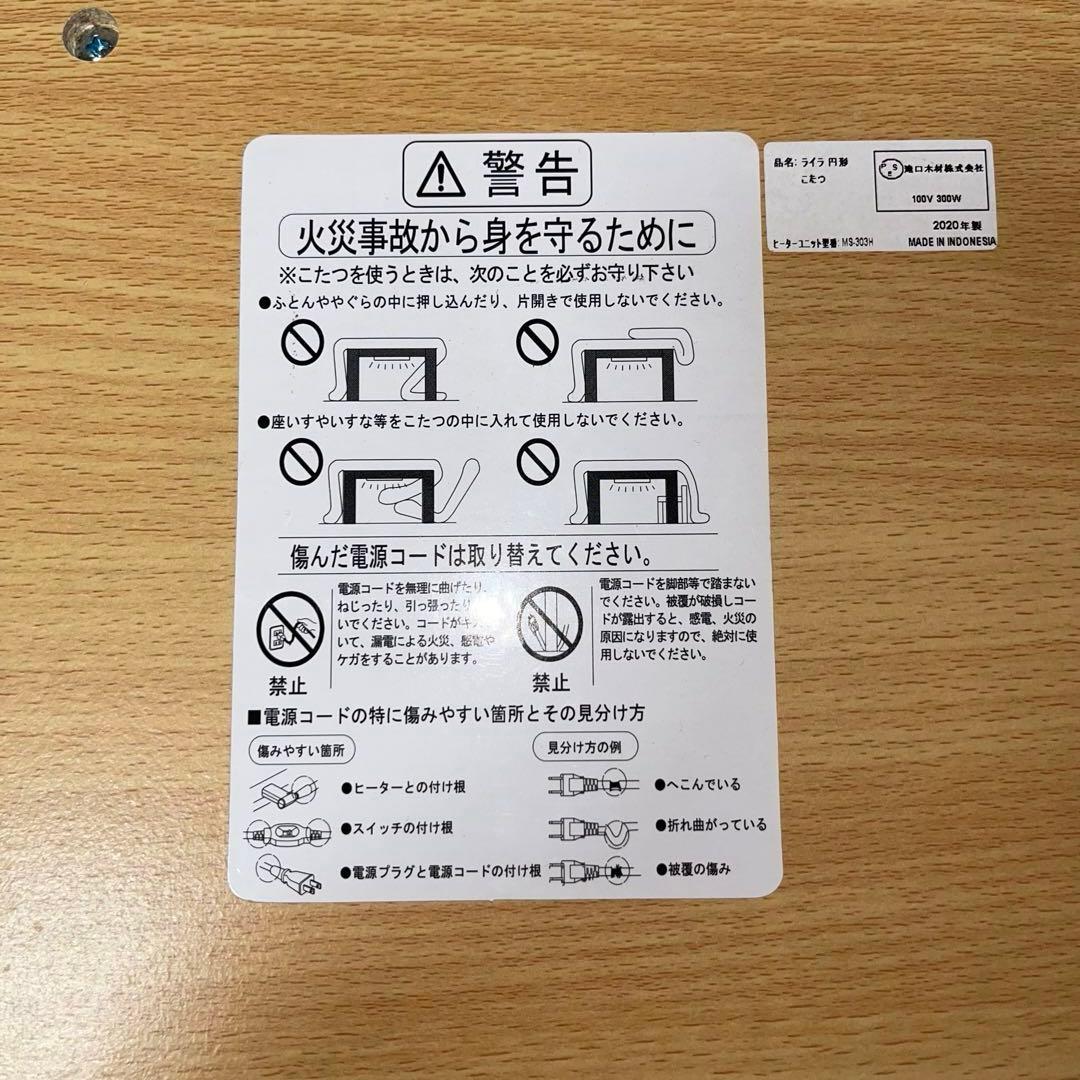 警告
火災事故から身を守るために
※こたつを使うときは、次のことを必ずお守り下さい
●ふとんややぐらの中に押し込んだり、片開きで使用しないでください。
●座いすやいすな等をこたつの中に入れて使用しないでください。
傷んだ電源コードは取り替えてください。
電源コードを無理に曲げたり、
ねじったり、引っ張ったり
いでください。コードがキズ
いて、漏電による火災、感電や
ケガをすることがあります。
禁止
電源コードを脚部等で踏まない
でください。被覆が破損しコー
ドが露出すると、感電、火災の
原因になりますので、絶対に使
用しないでください。
禁止
■電源コードの特に傷みやすい箇所とその見分け方
傷みやすい箇所
●ヒーターとの付け根
●スイッチの付け根
●電源プラグと電源コードの付け根
見分け方の例
●へこんでいる
●折れ曲がっている
●被覆の傷み
品名: ライラ 円形
こたつ
PSE
口木材株式会社
100V 300W
2020年製
ヒーターユニット型番: MS-303H
MADE IN INDONESIA